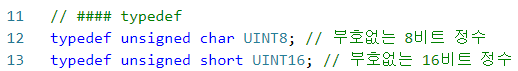 11 // #### typedef
12 typedef unsigned char UINT8; // 부호없는 8비트 정수
13 typedef unsigned short UINT16; // 부호없는 16비트 정수